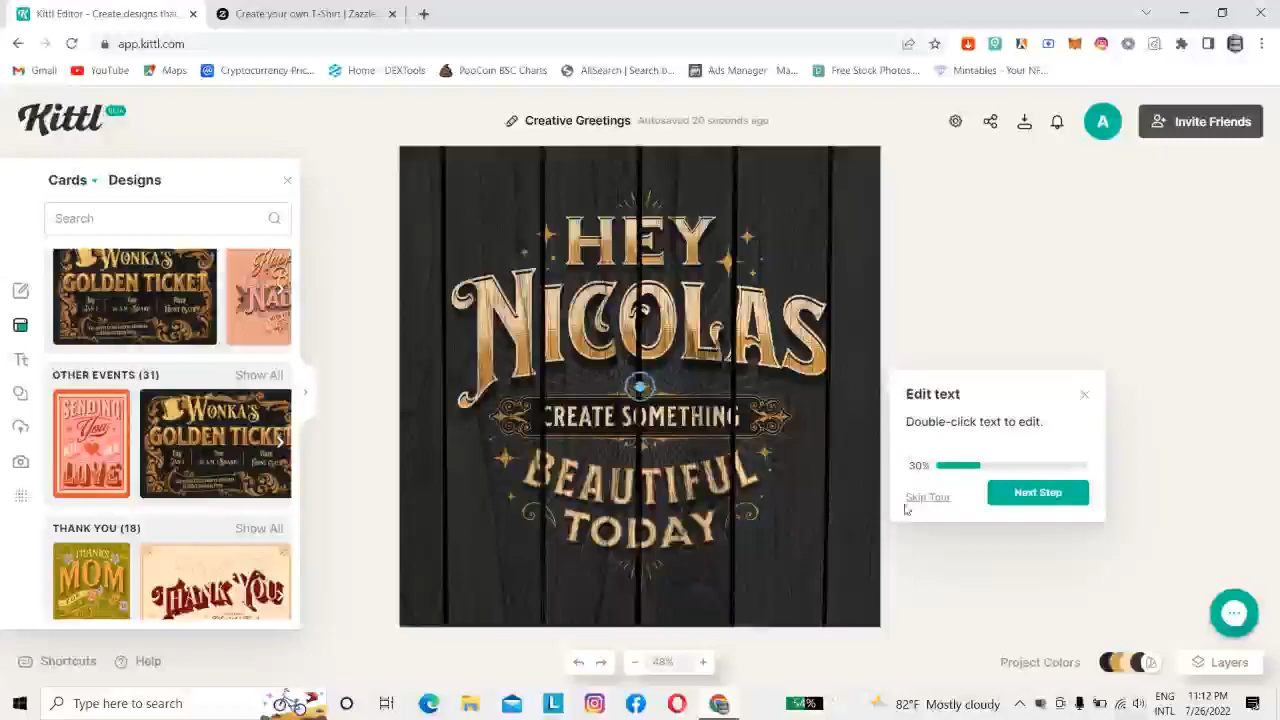 Kittl Editor - Create designs tha...
Create your own T-Shirt | Zazzle
app.kittl.com
Gmail
YouTube
Maps
Cryptocurrency Pric...
Home - DEXTools
PooCoin BSC Charts
AllSearch | Search b...
Ads Manager - Ma...
Free Stock Photos...
Mintables - Your NF...
Kittl BETA
Creative Greetings Autosaved 20 seconds ago
A
Invite Friends
Cards Designs
Search
WONKA'S
GOLDEN TICKET
OTHER EVENTS (31) Show All
SENDING
You
LOVE
WONKA'S
GOLDEN TICKET
THANK YOU (18) Show All
THANKS
MOM
THANK YOU
HEY
NICOLAS
CREATE SOMETHING
BEAUTIFUL
TODAY
Edit text
Double-click text to edit.
30%
Skip Tour Next Step
Shortcuts Help
48%
Project Colors Layers
Type here to search
54%
82°F Mostly cloudy
ENG
INTL
11:12 PM
7/26/2022